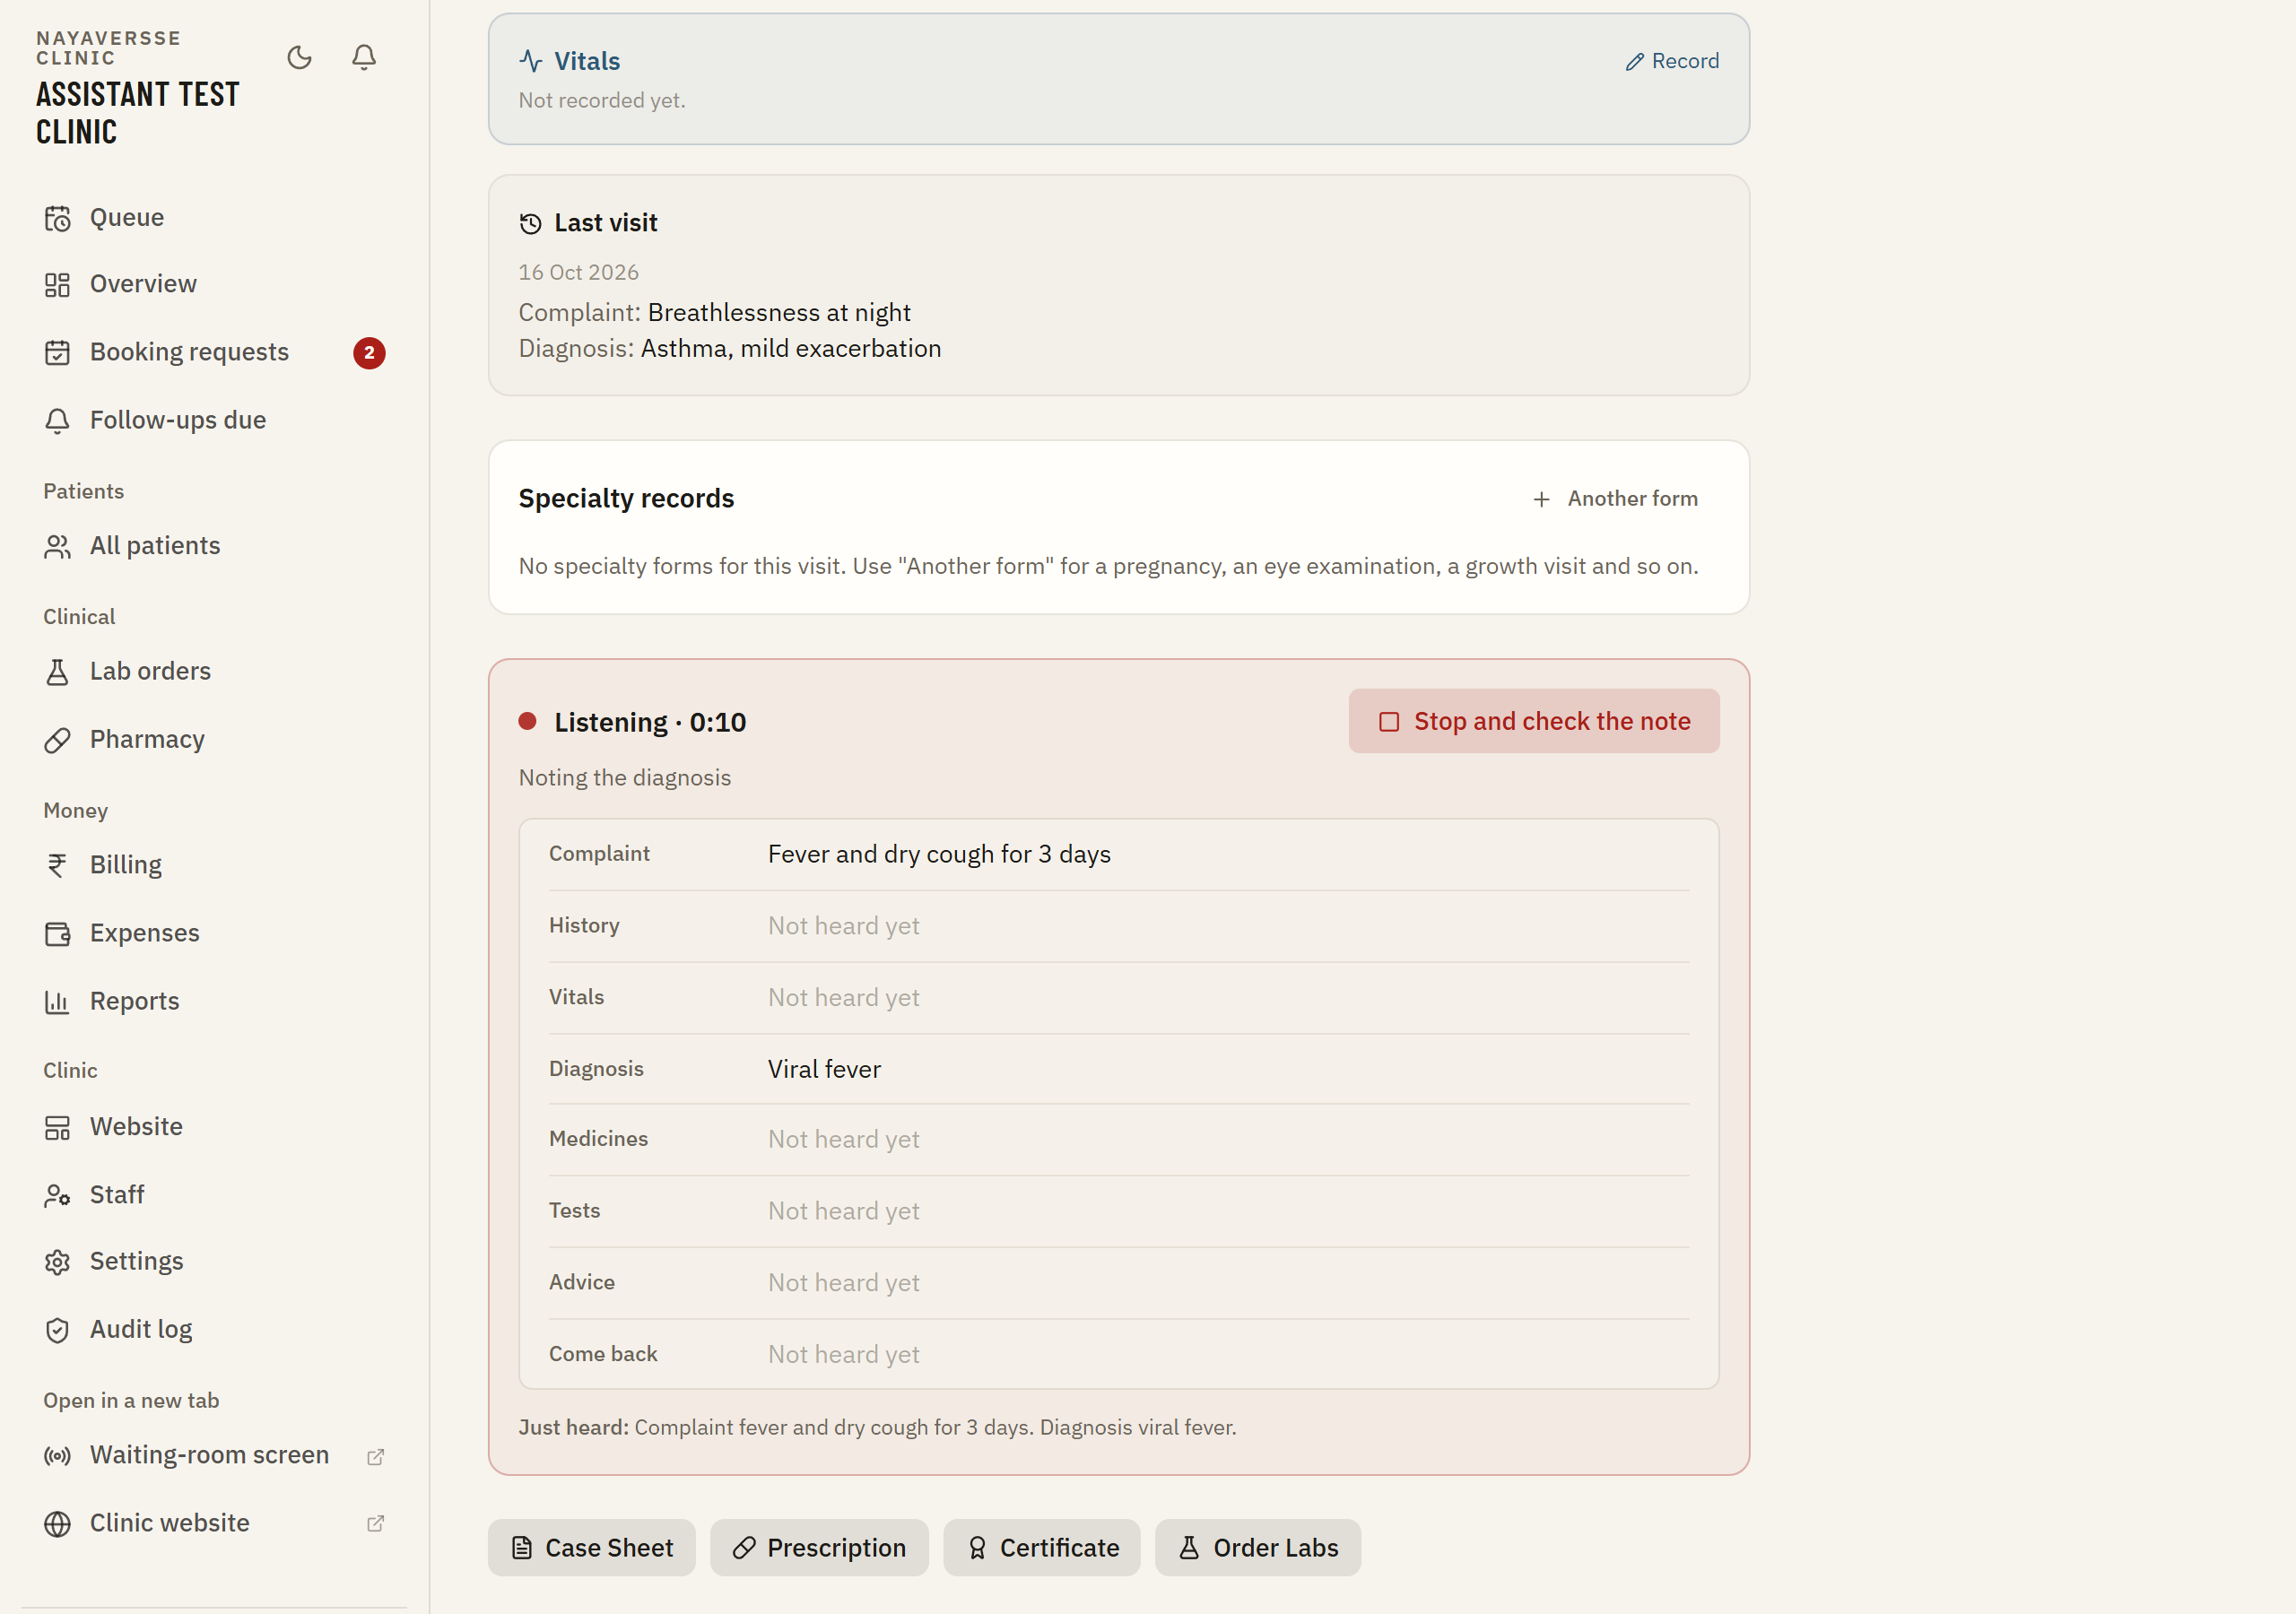 NAYAVERSSE
CLINIC
ASSISTANT TEST
CLINIC
Queue
Overview
Booking requests 2
Follow-ups due
Patients
All patients
Clinical
Lab orders
Pharmacy
Money
Billing
Expenses
Reports
Clinic
Website
Staff
Settings
Audit log
Open in a new tab
Waiting-room screen
Clinic website
Vitals Record
Not recorded yet.
Last visit
16 Oct 2026
Complaint: Breathlessness at night
Diagnosis: Asthma, mild exacerbation
Specialty records + Another form
No specialty forms for this visit. Use "Another form" for a pregnancy, an eye examination, a growth visit and so on.
Listening · 0:10 Stop and check the note
Noting the diagnosis
Complaint Fever and dry cough for 3 days
History Not heard yet
Vitals Not heard yet
Diagnosis Viral fever
Medicines Not heard yet
Tests Not heard yet
Advice Not heard yet
Come back Not heard yet
Just heard: Complaint fever and dry cough for 3 days. Diagnosis viral fever.
Case Sheet Prescription Certificate Order Labs